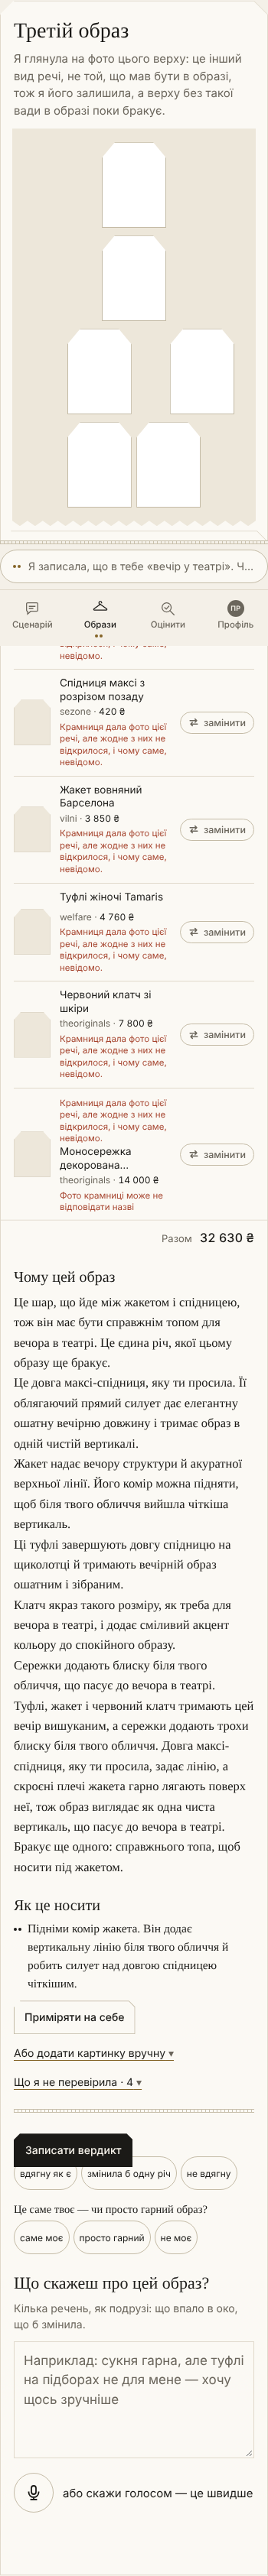 Третій образ
Я глянула на фото цього верху: це інший
вид речі, не той, що мав бути в образі,
тож я його залишила, а верху без такої
вади в образі поки бракує.
Я записала, що в тебе «вечір у театрі». Ч…
Сценарій
Образи
Оцінити
ПР
Профіль
невідомо.
Спідниця максі з
розрізом позаду
sezone · 420 ₴
Крамниця дала фото цієї
речі, але жодне з них не
відкрилося, і чому саме,
невідомо.
замінити
Жакет вовняний
Барселона
vilni · 3 850 ₴
Крамниця дала фото цієї
речі, але жодне з них не
відкрилося, і чому саме,
невідомо.
замінити
Туфлі жіночі Tamaris
welfare · 4 760 ₴
Крамниця дала фото цієї
речі, але жодне з них не
відкрилося, і чому саме,
невідомо.
замінити
Червоний клатч зі
шкіри
theoriginals · 7 800 ₴
Крамниця дала фото цієї
речі, але жодне з них не
відкрилося, і чому саме,
невідомо.
замінити
Крамниця дала фото цієї
речі, але жодне з них не
відкрилося, і чому саме,
невідомо.
Моносережка
декорована…
theoriginals · 14 000 ₴
Фото крамниці може не
відповідати назві
замінити
Разом 32 630 ₴
Чому цей образ
Це шар, що йде між жакетом і спідницею,
тож він має бути справжнім топом для
вечора в театрі. Це єдина річ, якої цьому
образу ще бракує.
Це довга максі-спідниця, яку ти просила. Її
облягаючий прямий силует дає елегантну
ошатну вечірню довжину і тримає образ в
одній чистій вертикалі.
Жакет надає вечору структури й акуратної
верхньої лінії. Його комір можна підняти,
щоб біля твого обличчя вийшла чіткіша
вертикаль.
Ці туфлі завершують довгу спідницю на
щиколотці й тримають вечірній образ
ошатним і зібраним.
Клатч якраз такого розміру, як треба для
вечора в театрі, і додає сміливий акцент
кольору до спокійного образу.
Сережки додають блиску біля твого
обличчя, що пасує до вечора в театрі.
Туфлі, жакет і червоний клатч тримають цей
вечір вишуканим, а сережки додають трохи
блиску біля твого обличчя. Довга максі-
спідниця, яку ти просила, задає лінію, а
скроєні плечі жакета гарно лягають поверх
неї, тож образ виглядає як одна чиста
вертикаль, що пасує до вечора в театрі.
Бракує ще одного: справжнього топа, щоб
носити під жакетом.
Як це носити
Підніми комір жакета. Він додає
вертикальну лінію біля твого обличчя й
робить силует над довгою спідницею
чіткішим.
Приміряти на себе
Або додати картинку вручну ▾
Що я не перевірила · 4 ▾
Записати вердикт
вдягну як є
змінила б одну річ
не вдягну
Це саме твоє — чи просто гарний образ?
саме моє
просто гарний
не моє
Що скажеш про цей образ?
Кілька речень, як подрузі: що впало в око,
що б змінила.
Наприклад: сукня гарна, але туфлі
на підборах не для мене — хочу
щось зручніше
або скажи голосом — це швидше